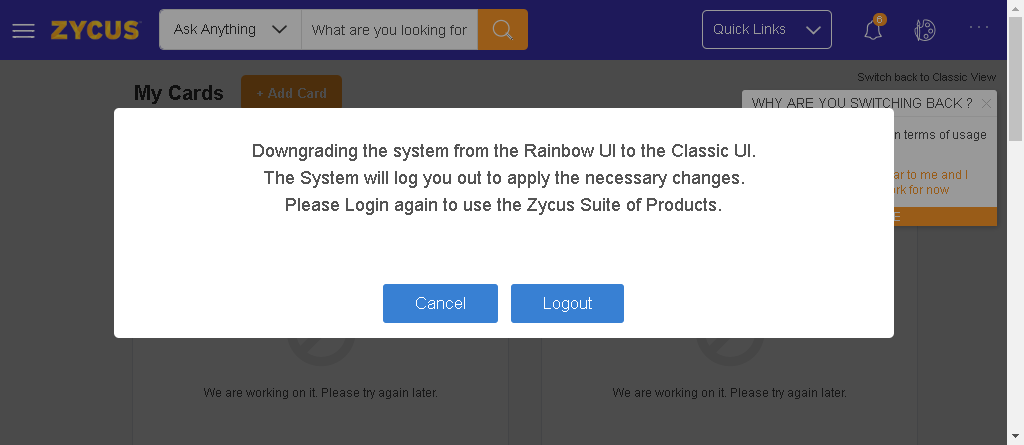 ZYCUS
Ask Anything
What are you looking for
Quick Links
6
Switch back to Classic View
My Cards
+ Add Card
WHY ARE YOU SWITCHING BACK ?
n terms of usage
ar to me and I
rk for now
E
Downgrading the system from the Rainbow UI to the Classic UI.
The System will log you out to apply the necessary changes.
Please Login again to use the Zycus Suite of Products.
Cancel
Logout
We are working on it. Please try again later.
We are working on it. Please try again later.